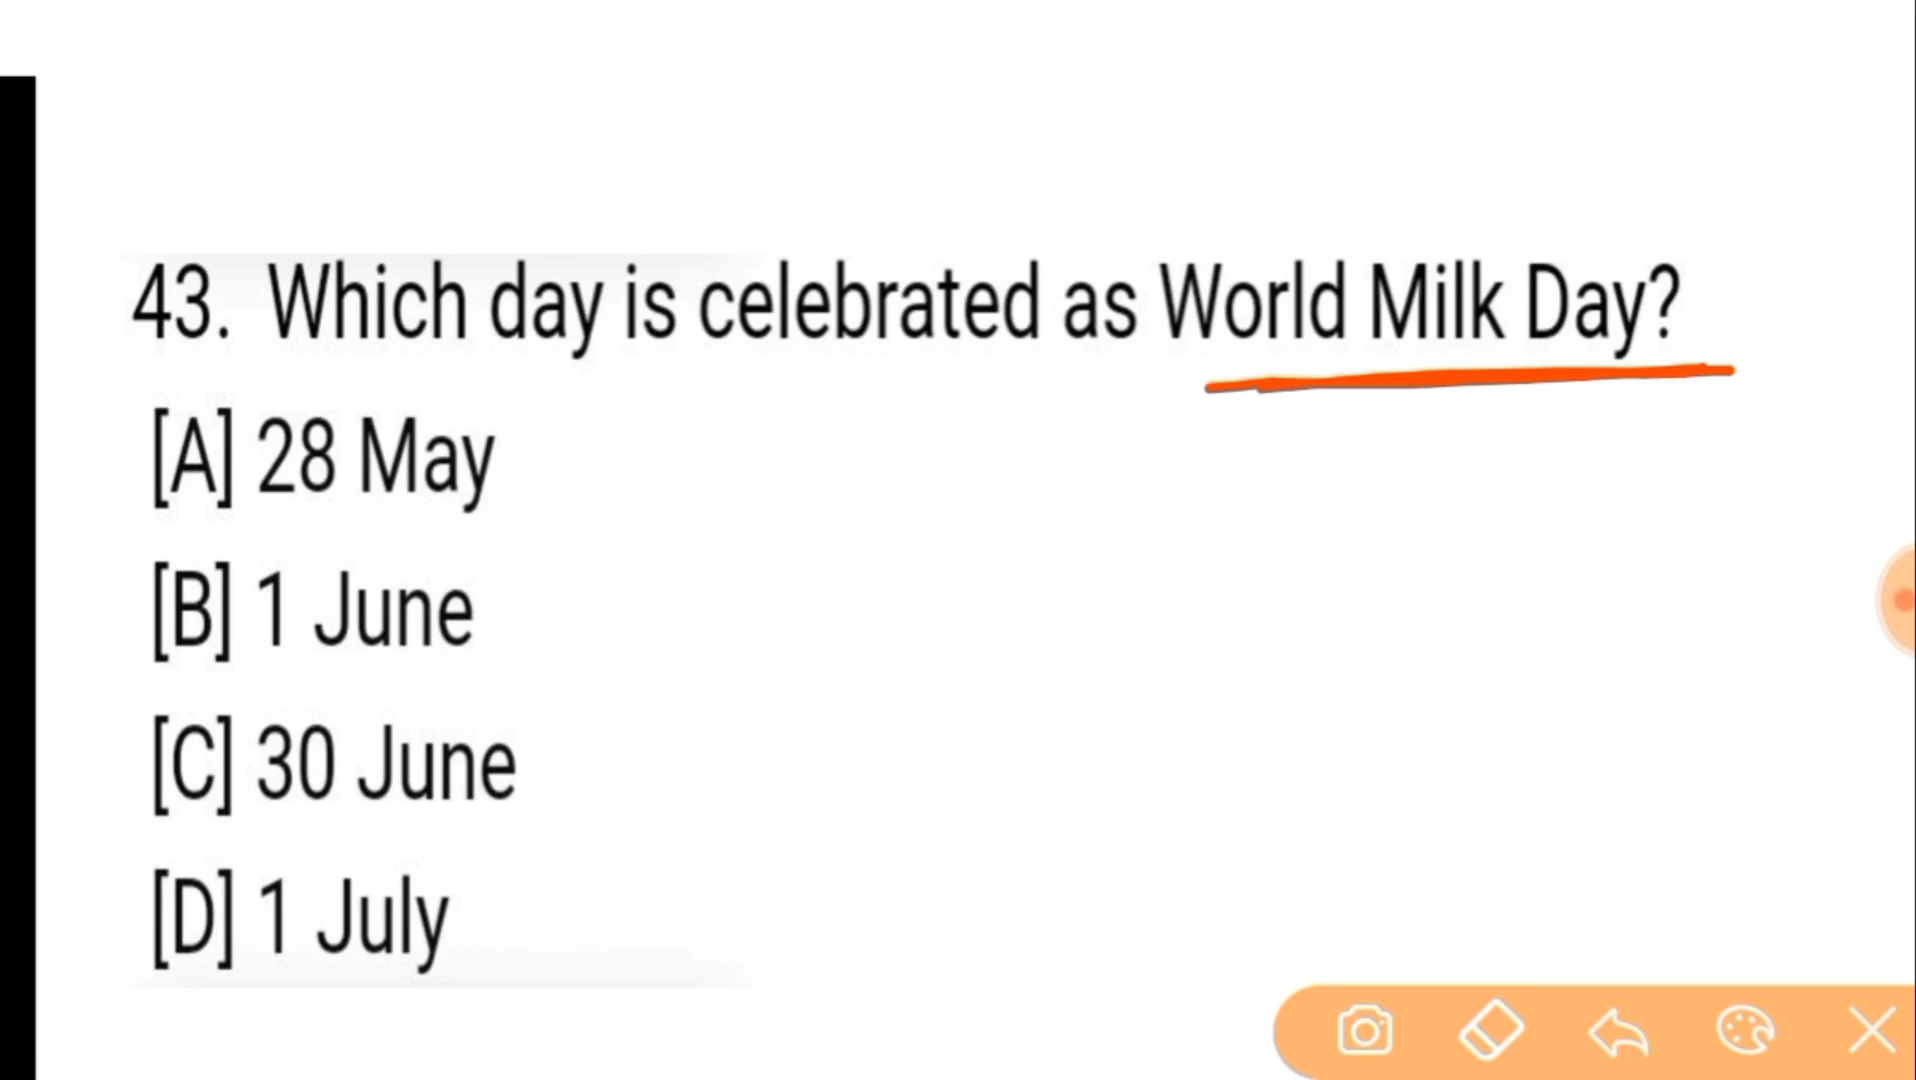 43. Which day is celebrated as World Milk Day?
[A] 28 May
[B] 1 June
[C] 30 June
[D] 1 July